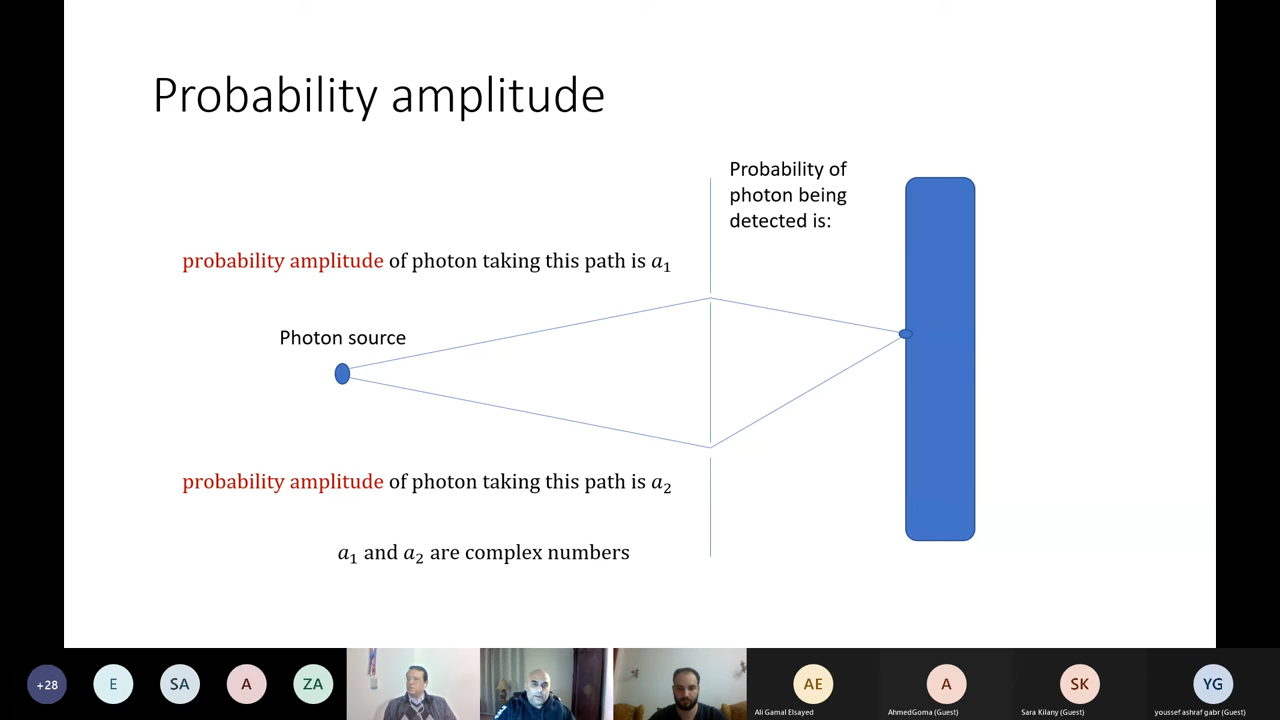 Probability amplitude
Probability of
photon being
detected is:
probability amplitude of photon taking this path is a₁
Photon source
probability amplitude of photon taking this path is a₂
a₁ and a₂ are complex numbers
+28
E
SA
A
ZA
AE
A
SK
YG
Ali Gamal Elsayed
AhmedGoma (Guest)
Sara Kilany (Guest)
youssef ashraf gabr (Guest)